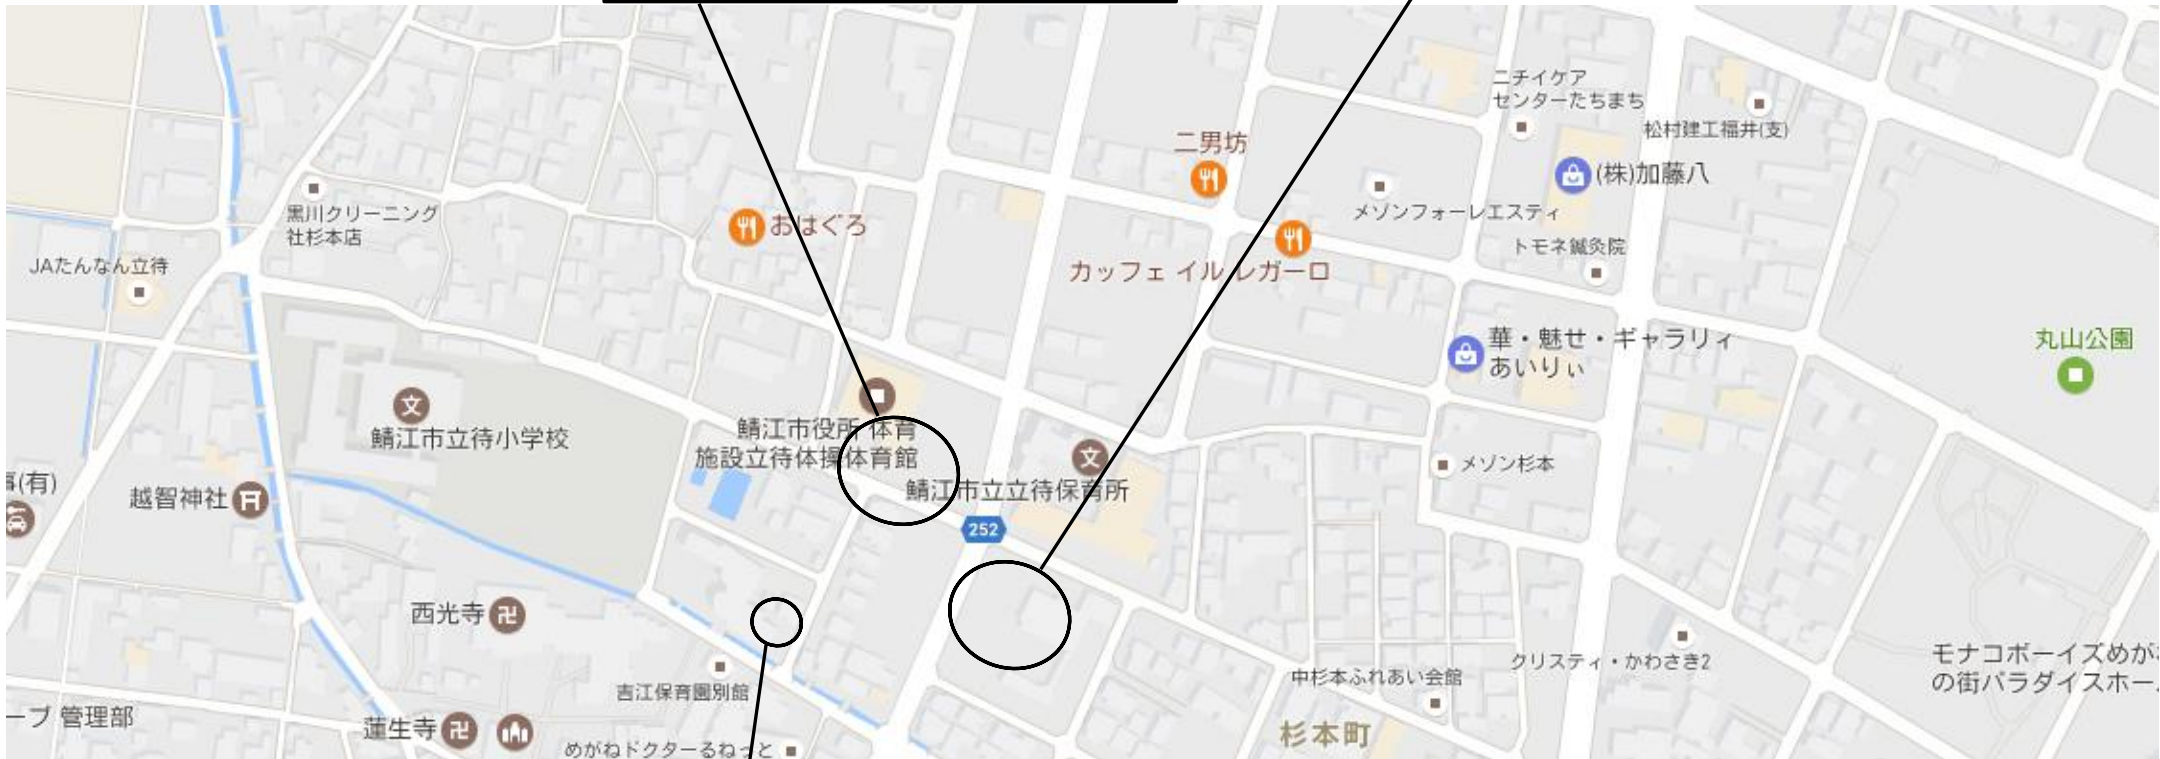 ニチイケア
センターたちまち
松村建工福井(支)
二男坊
(株)加藤八
メゾンフォーレエスティ
黒川クリーニング
社杉本店
おはぐろ
トモネ鍼灸院
JAたんなん立待
カッフェ イル レガーロ
華・魅せ・ギャラリィ
あいりぃ
丸山公園
鯖江市立待小学校
鯖江市役所 体育
施設立待体操体育館
鯖江市立立待保育所
メゾン杉本
(有)
越智神社
252
西光寺
吉江保育園別館
中杉本ふれあい会館
クリスティ・かわさき2
モナコボーイズめが
の街パラダイスホー
ーブ 管理部
蓮生寺
めがねドクターるねっと
杉本町